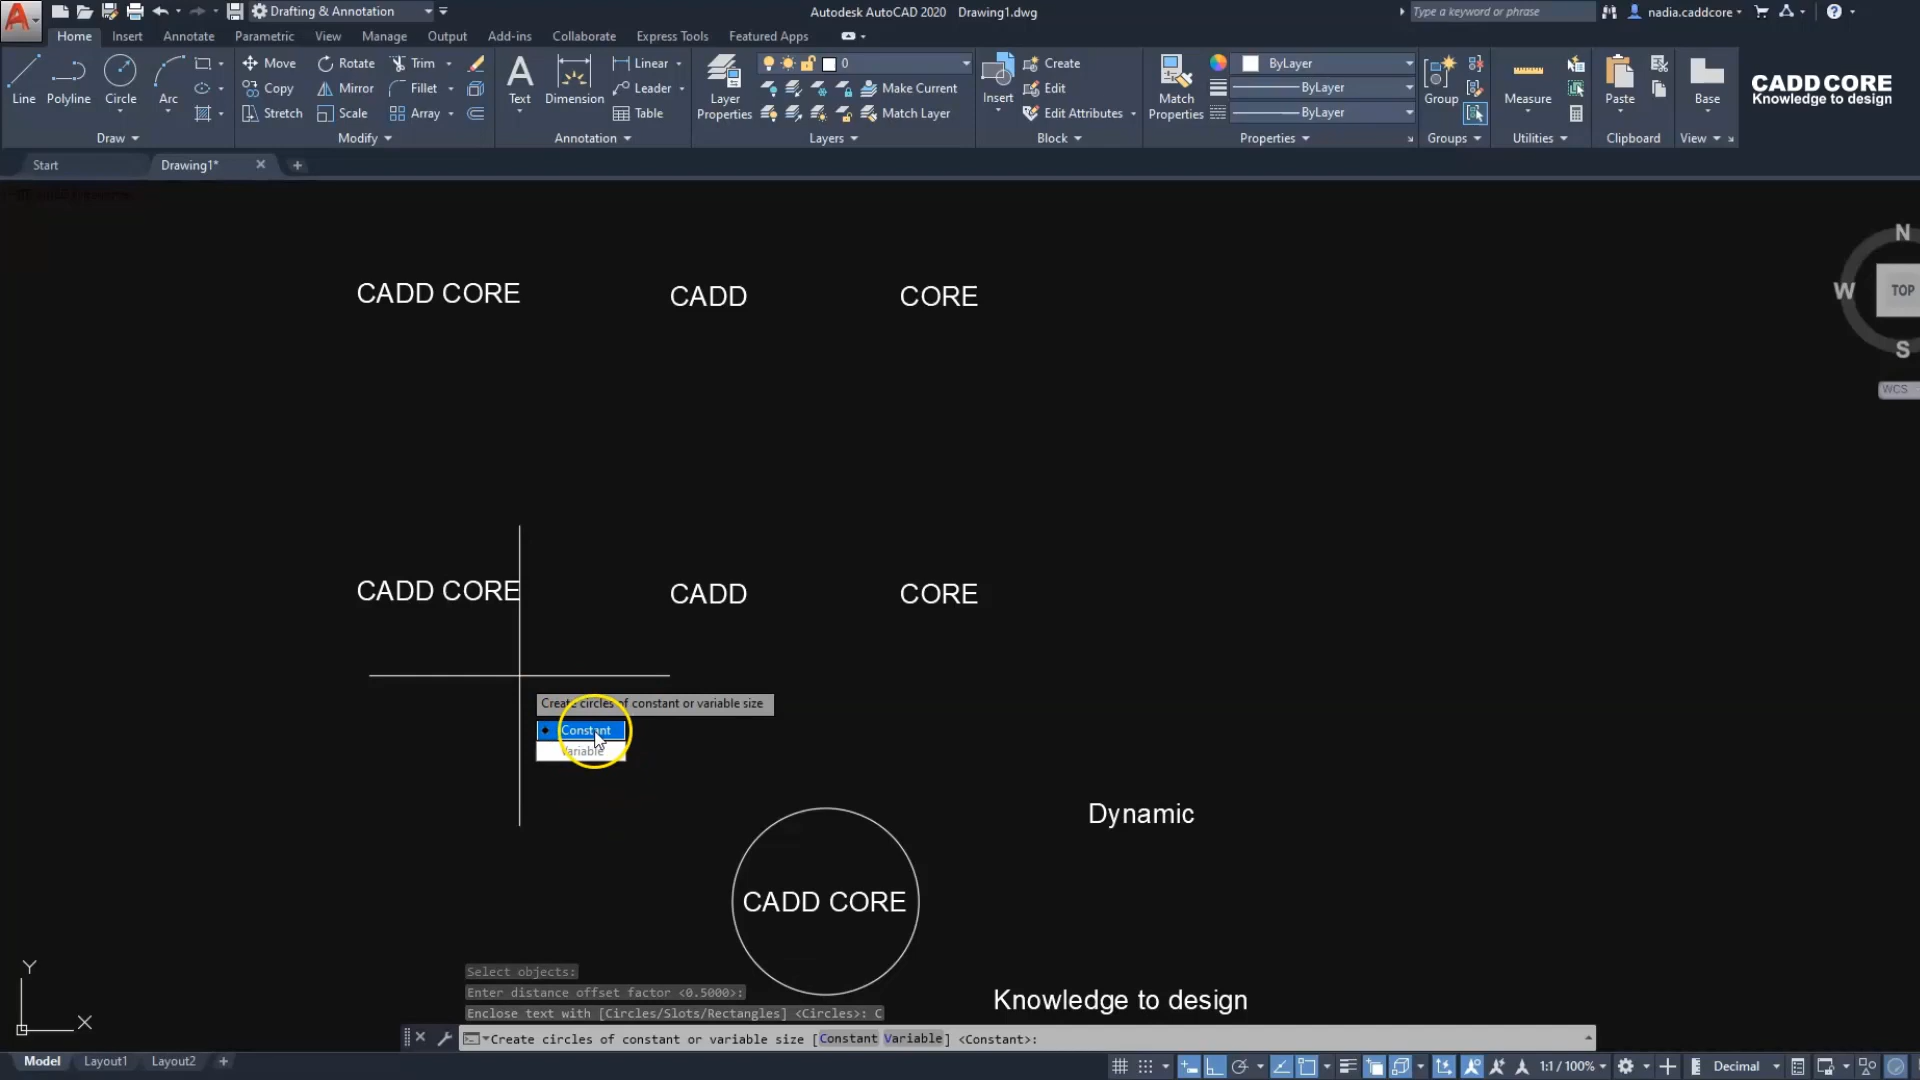 Drafting & Annotation
Autodesk AutoCAD 2020 Drawing1.dwg
Type a keyword or phrase
nadia.caddcore
Home Insert Annotate Parametric View Manage Output Add-ins Collaborate Express Tools Featured Apps
Line Polyline Circle Arc
Move Rotate Trim
Copy Mirror Fillet
Stretch Scale Array
Text Dimension
Linear
Leader
Table
Layer Properties
0
Make Current
Match Layer
Insert
Create
Edit
Edit Attributes
Match Properties
ByLayer
ByLayer
ByLayer
Group
Measure
Paste
Base
CADD CORE
Knowledge to design
Draw Modify Annotation Layers Block Properties Groups Utilities Clipboard View
Start Drawing1*
N
W TOP
S
WCS
CADD CORE CADD CORE
CADD CORE CADD CORE
Create circles of constant or variable size
Constant
Variable
Dynamic
CADD CORE
Knowledge to design
Y
X
Select objects:
Enter distance offset factor <0.5000>:
Enclose text with [Circles/Slots/Rectangles] <Circles>: C
Create circles of constant or variable size [Constant Variable] <Constant>:
Model Layout1 Layout2
1:1 / 100% Decimal